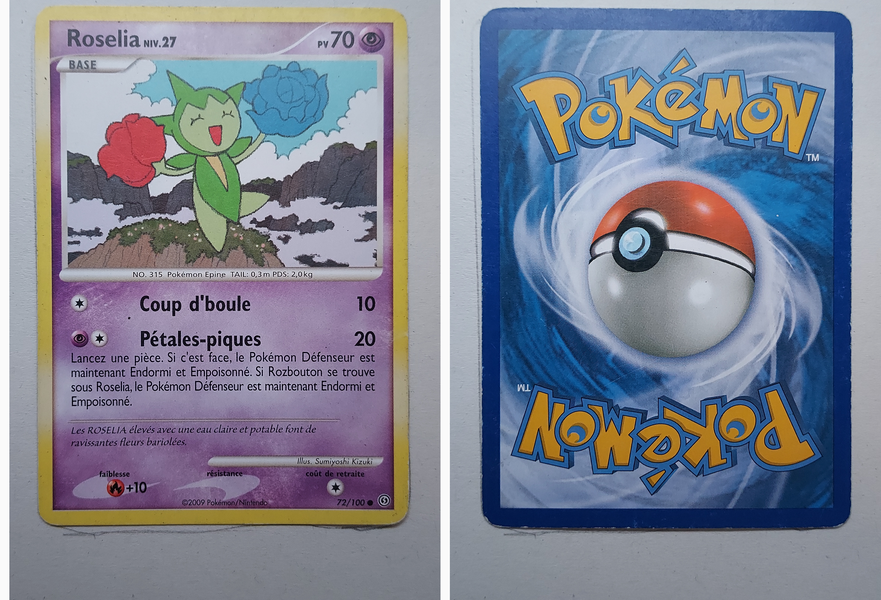 Roselia NIV.27
PV 70
BASE
NO. 315 Pokémon Epine TAIL: 0,3m PDS: 2,0kg
Coup d'boule 10
Pétales-piques 20
Lancez une pièce. Si c'est face, le Pokémon Défenseur est
maintenant Endormi et Empoisonné. Si Rozbouton se trouve
sous Roselia, le Pokémon Défenseur est maintenant Endormi et
Empoisonné.
Les ROSELIA élevés avec une eau claire et potable font de
ravissantes fleurs bariolées.
Illus. Sumiyoshi Kizuki
faiblesse résistance coût de retraite
+10
©2009 Pokémon/Nintendo 72/100
POKéMON
TM
TM
POKéMON